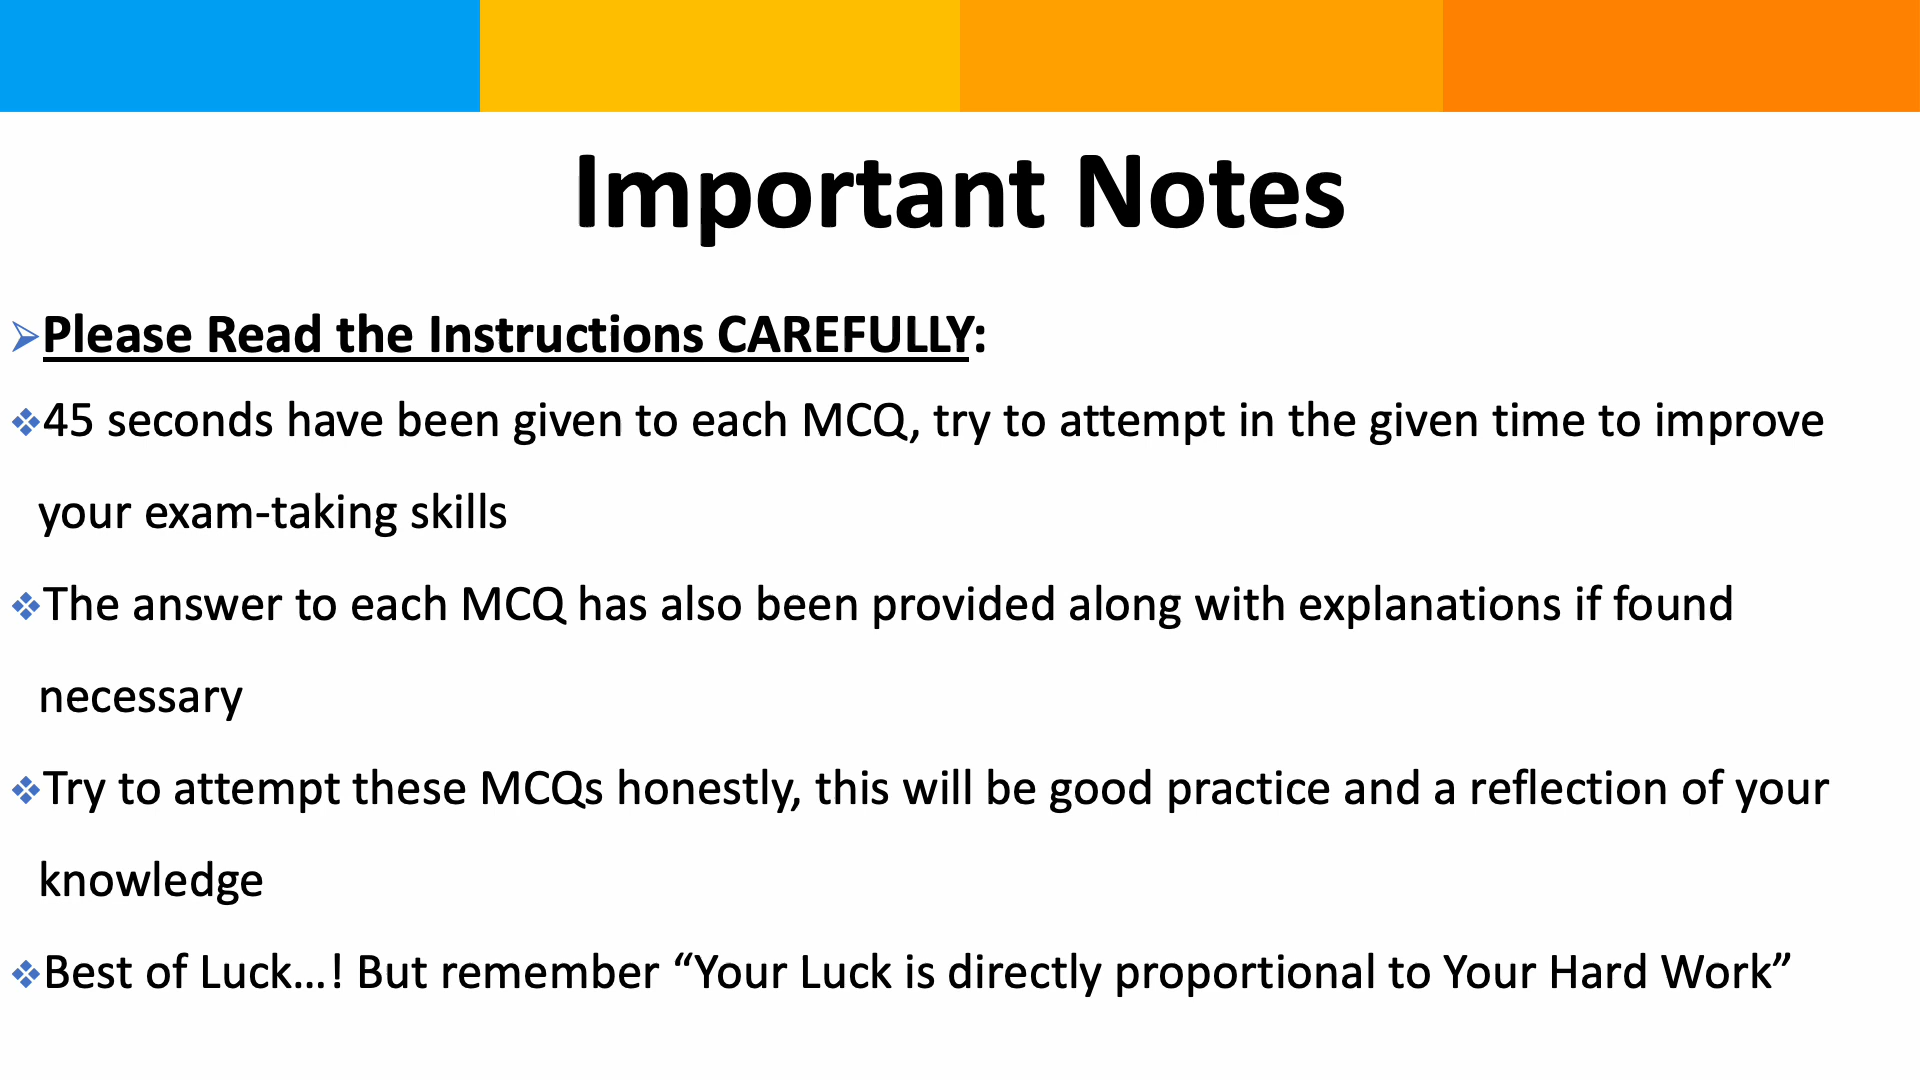 Important Notes
Please Read the Instructions CAREFULLY:
45 seconds have been given to each MCQ, try to attempt in the given time to improve
your exam-taking skills
The answer to each MCQ has also been provided along with explanations if found
necessary
Try to attempt these MCQs honestly, this will be good practice and a reflection of your
knowledge
Best of Luck…! But remember “Your Luck is directly proportional to Your Hard Work”